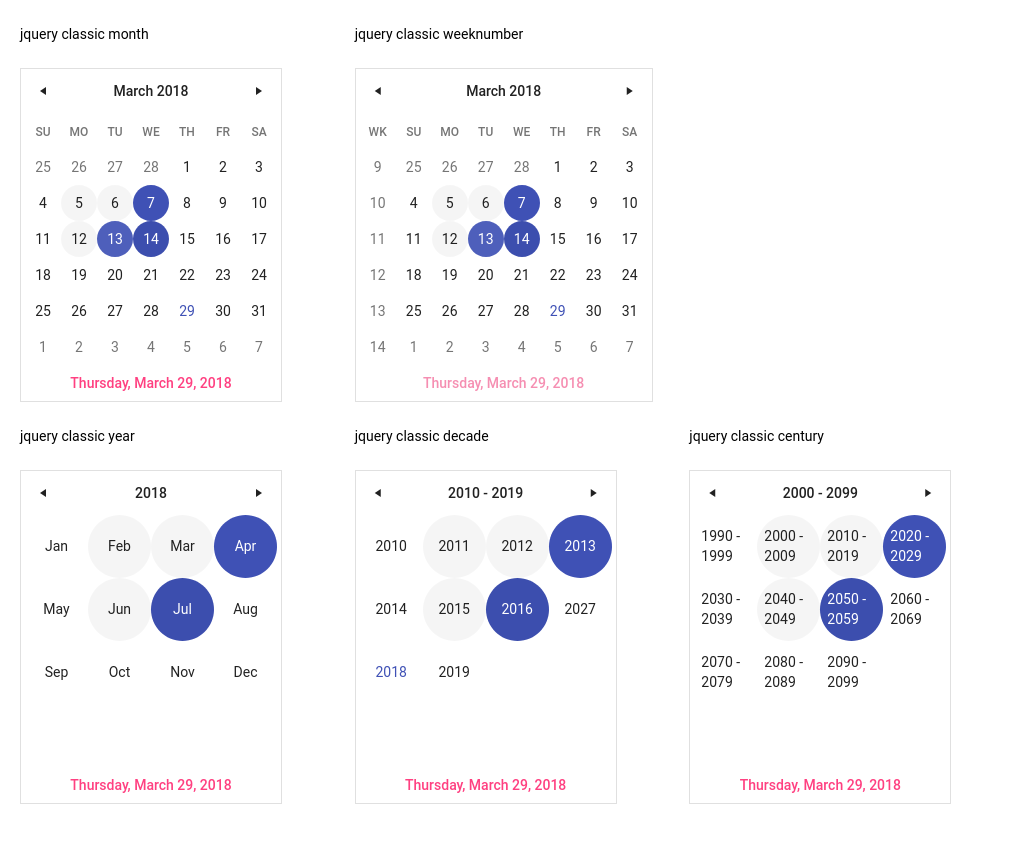 jquery classic month
March 2018
SU MO TU WE TH FR SA
25 26 27 28 1 2 3
4 5 6 7 8 9 10
11 12 13 14 15 16 17
18 19 20 21 22 23 24
25 26 27 28 29 30 31
1 2 3 4 5 6 7
Thursday, March 29, 2018
jquery classic weeknumber
March 2018
WK SU MO TU WE TH FR SA
9 25 26 27 28 1 2 3
10 4 5 6 7 8 9 10
11 11 12 13 14 15 16 17
12 18 19 20 21 22 23 24
13 25 26 27 28 29 30 31
14 1 2 3 4 5 6 7
Thursday, March 29, 2018
jquery classic year
2018
Jan Feb Mar Apr
May Jun Jul Aug
Sep Oct Nov Dec
Thursday, March 29, 2018
jquery classic decade
2010 - 2019
2010 2011 2012 2013
2014 2015 2016 2027
2018 2019
Thursday, March 29, 2018
jquery classic century
2000 - 2099
1990 - 2000 - 2010 - 2020 -
1999 2009 2019 2029
2030 - 2040 - 2050 - 2060 -
2039 2049 2059 2069
2070 - 2080 - 2090 -
2079 2089 2099
Thursday, March 29, 2018